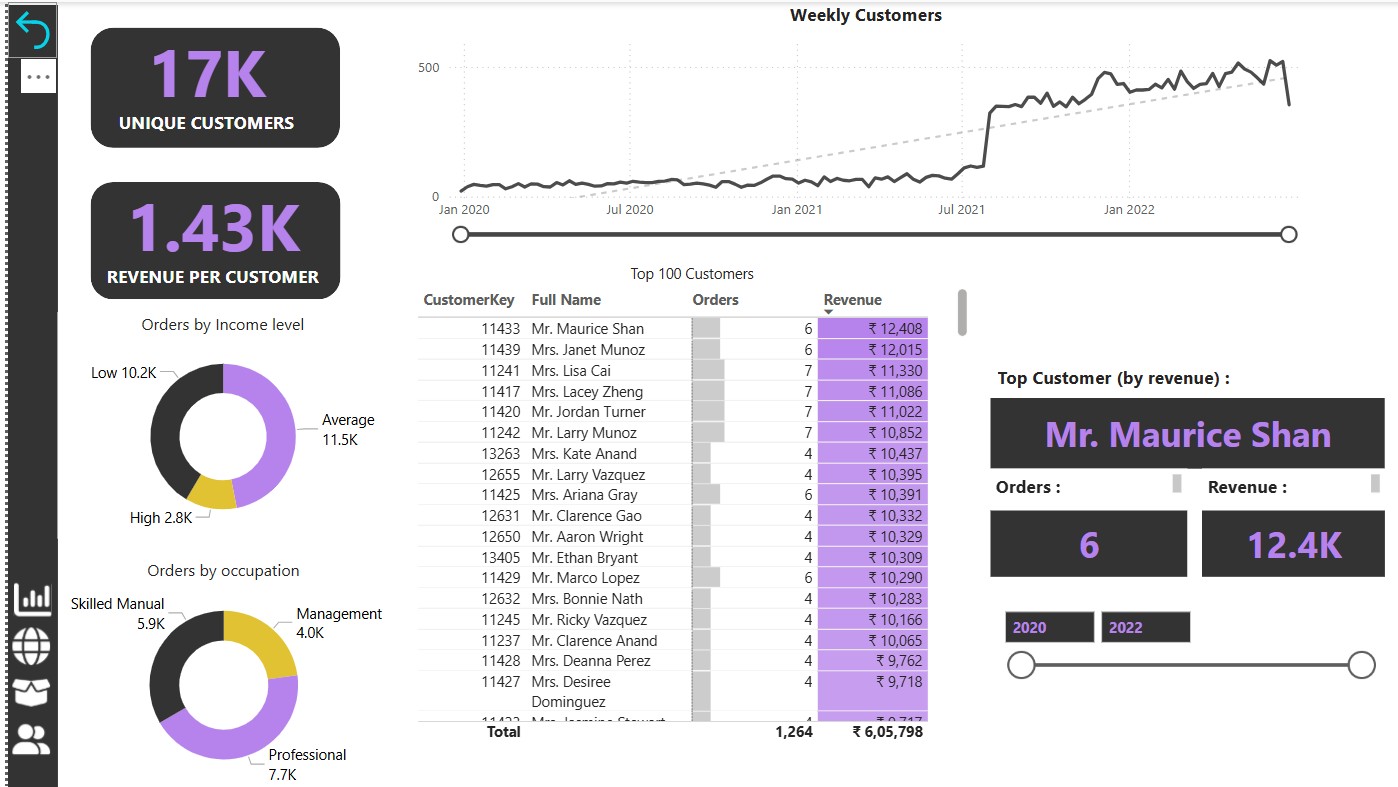 17K
UNIQUE CUSTOMERS
1.43K
REVENUE PER CUSTOMER
Orders by Income level
Low 10.2K
Average
11.5K
High 2.8K
Orders by occupation
Skilled Manual
5.9K
Management
4.0K
Professional
7.7K
Weekly Customers
500
0
Jan 2020 Jul 2020 Jan 2021 Jul 2021 Jan 2022
Top 100 Customers
CustomerKey Full Name Orders Revenue
11433 Mr. Maurice Shan 6 ₹ 12,408
11439 Mrs. Janet Munoz 6 ₹ 12,015
11241 Mrs. Lisa Cai 7 ₹ 11,330
11417 Mrs. Lacey Zheng 7 ₹ 11,086
11420 Mr. Jordan Turner 7 ₹ 11,022
11242 Mr. Larry Munoz 7 ₹ 10,852
13263 Mrs. Kate Anand 4 ₹ 10,437
12655 Mr. Larry Vazquez 4 ₹ 10,395
11425 Mrs. Ariana Gray 6 ₹ 10,391
12631 Mr. Clarence Gao 4 ₹ 10,332
12650 Mr. Aaron Wright 4 ₹ 10,329
13405 Mr. Ethan Bryant 4 ₹ 10,309
11429 Mr. Marco Lopez 6 ₹ 10,290
12632 Mrs. Bonnie Nath 4 ₹ 10,283
11245 Mr. Ricky Vazquez 4 ₹ 10,166
11237 Mr. Clarence Anand 4 ₹ 10,065
11428 Mrs. Deanna Perez 4 ₹ 9,762
11427 Mrs. Desiree 4 ₹ 9,718
Dominguez
Total 1,264 ₹ 6,05,798
Top Customer (by revenue) :
Mr. Maurice Shan
Orders : Revenue :
6 12.4K
2020 2022